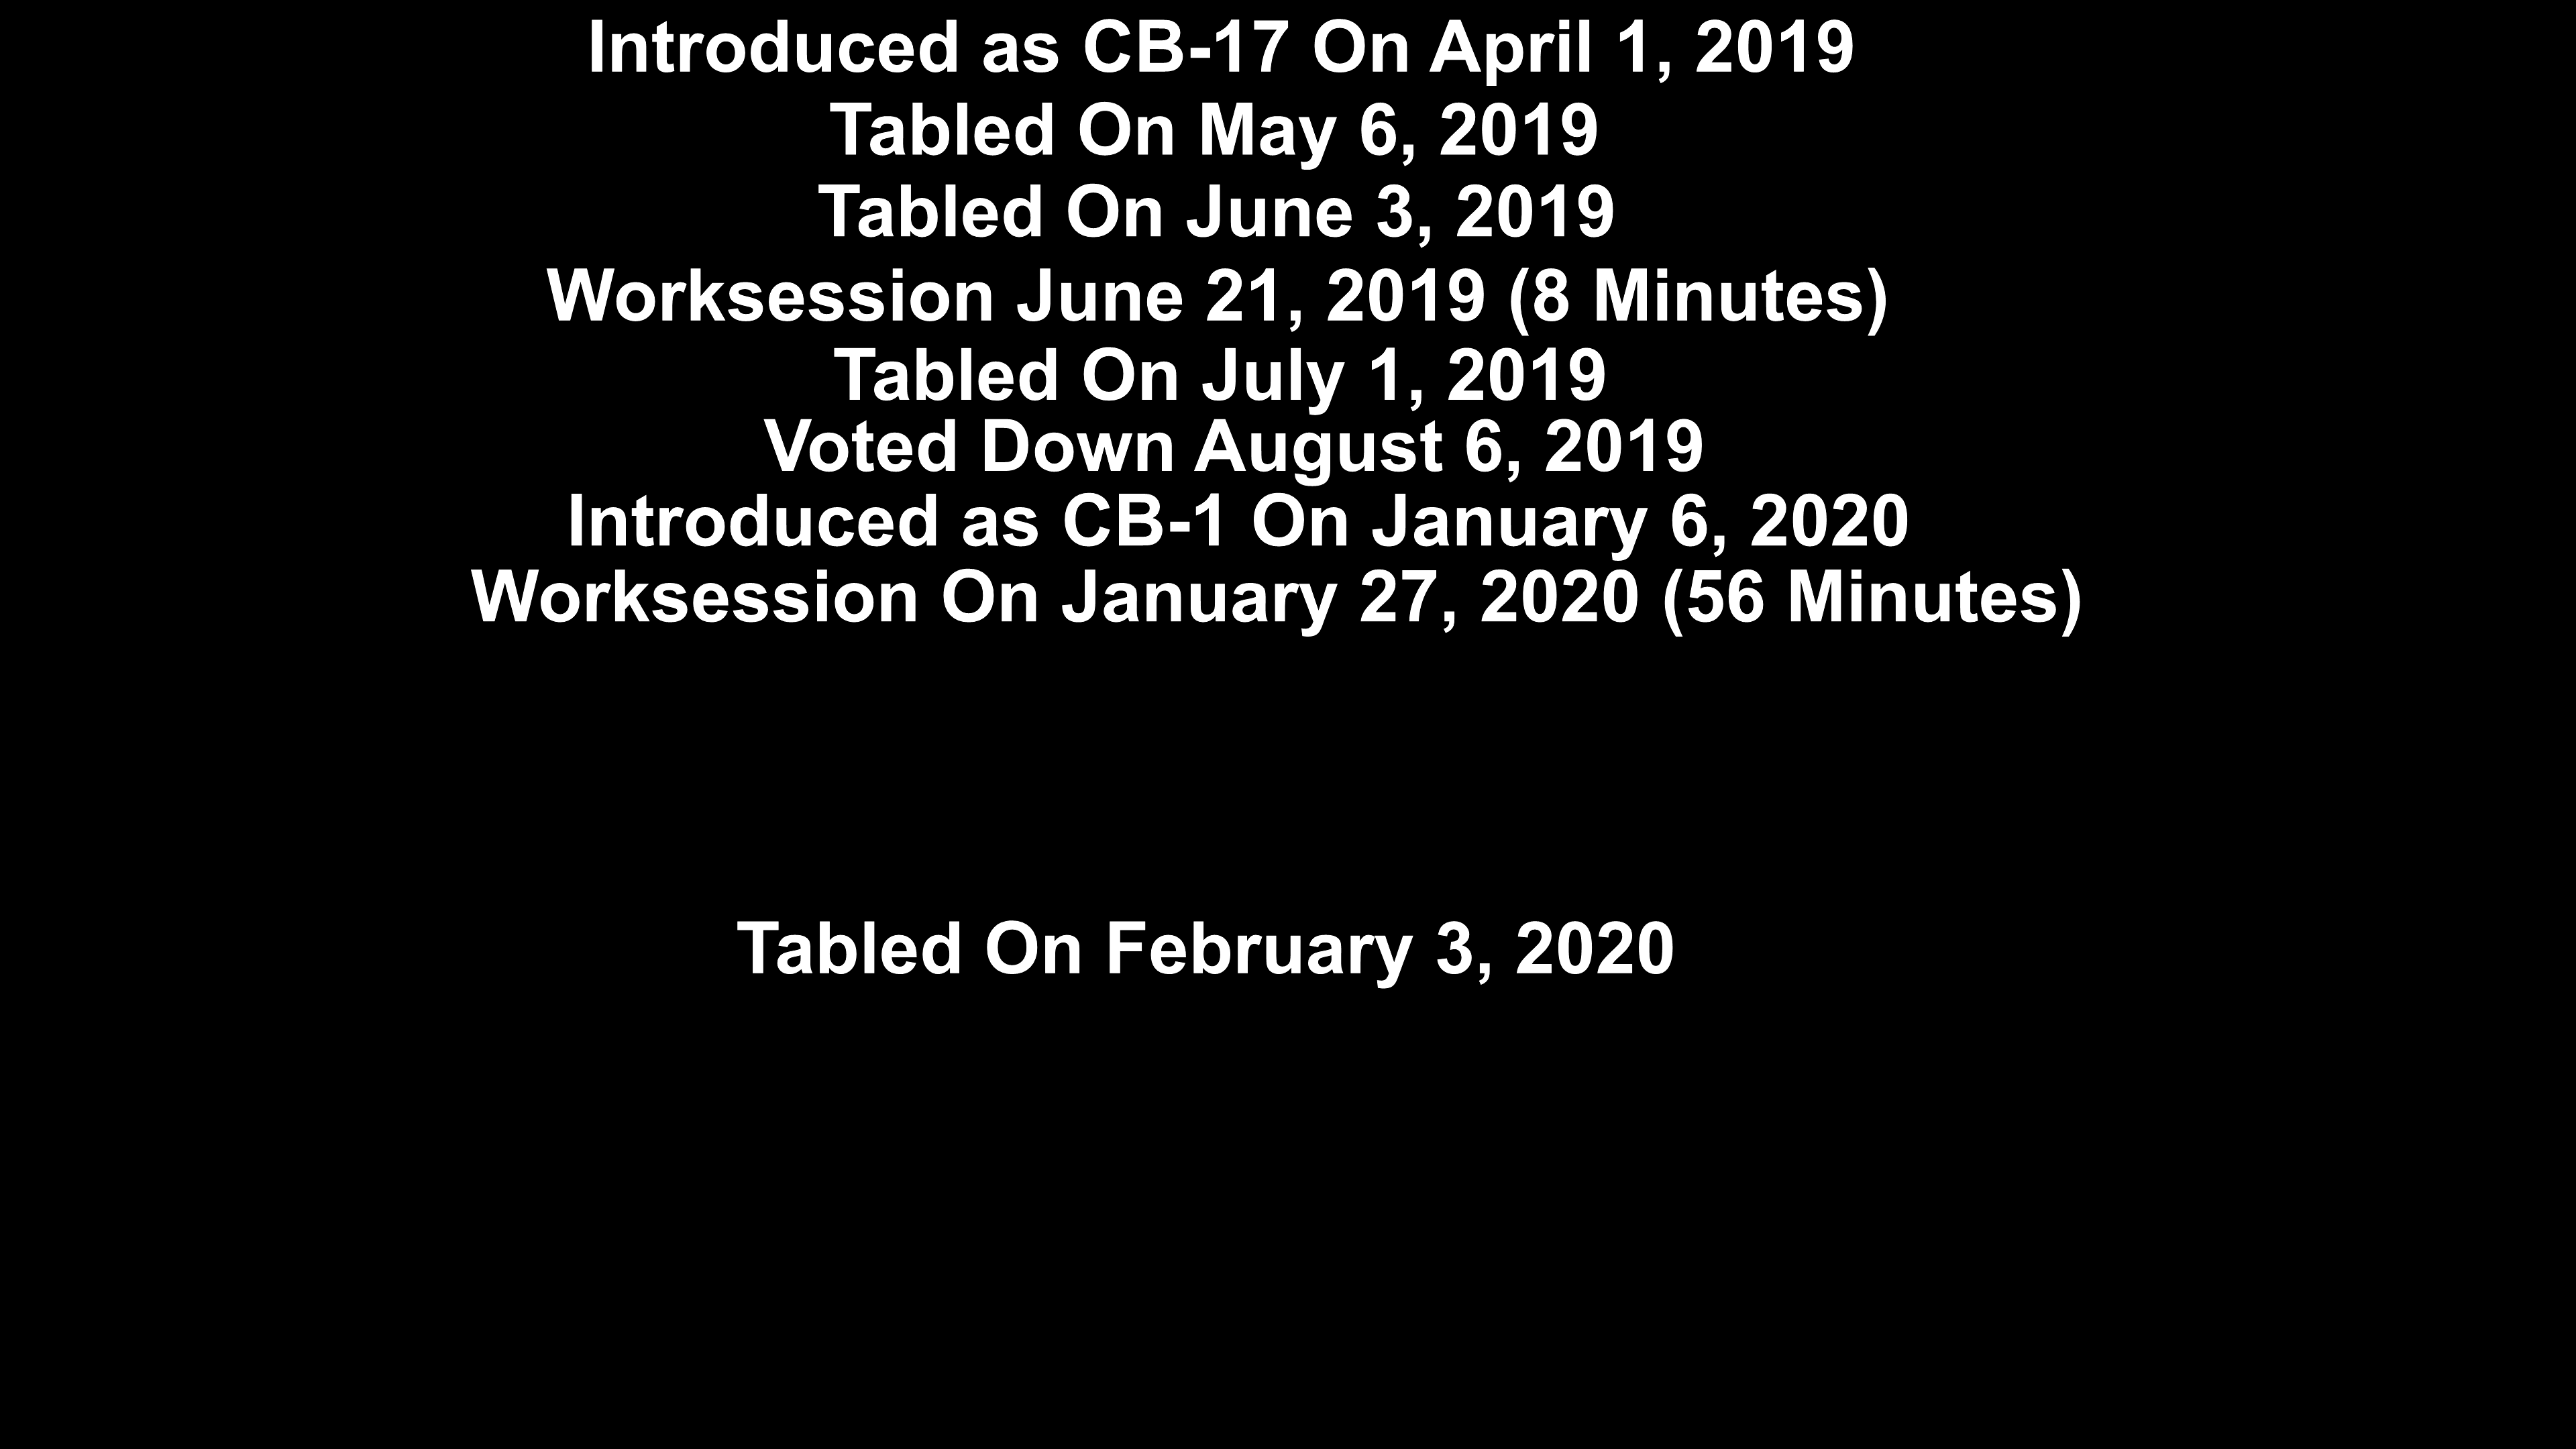 Introduced as CB-17 On April 1, 2019
Tabled On May 6, 2019
Tabled On June 3, 2019
Worksession June 21, 2019 (8 Minutes)
Tabled On July 1, 2019
Voted Down August 6, 2019
Introduced as CB-1 On January 6, 2020
Worksession On January 27, 2020 (56 Minutes)
Tabled On February 3, 2020